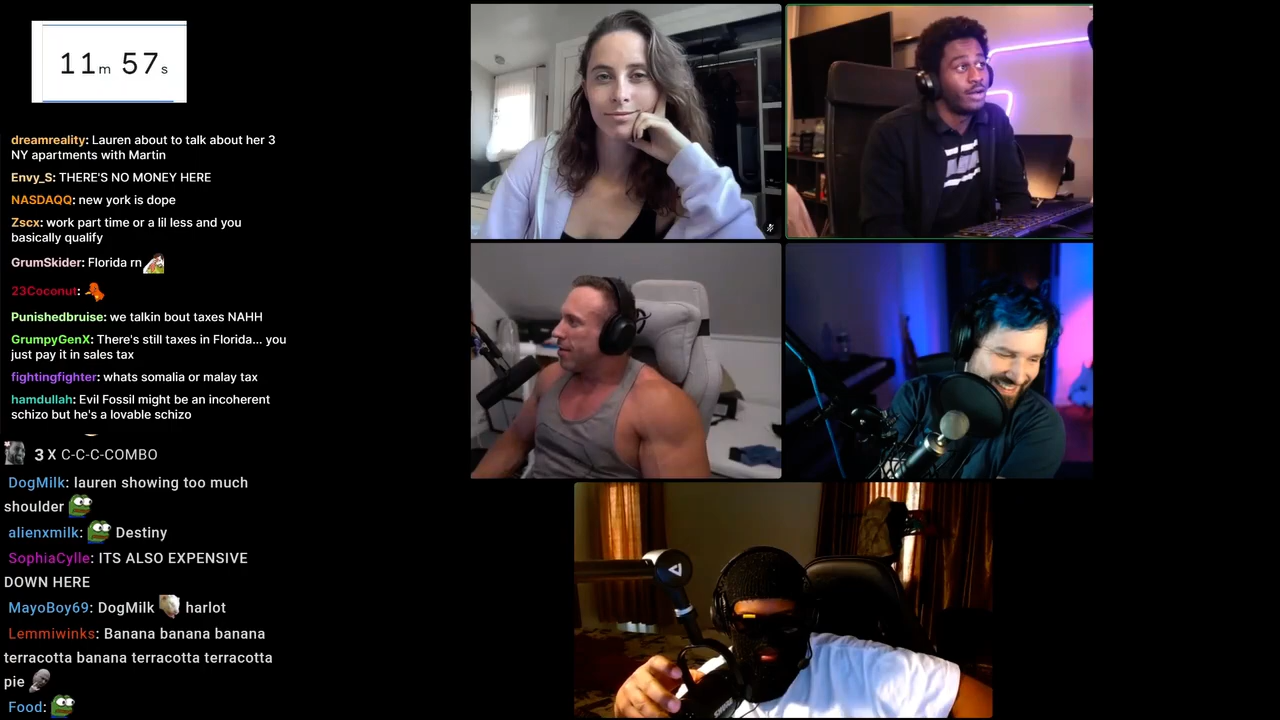 11m 57s
dreamreality: Lauren about to talk about her 3
NY apartments with Martin
Envy_S: THERE'S NO MONEY HERE
NASDAQQ: new york is dope
Zscx: work part time or a lil less and you
basically qualify
GrumSkider: Florida rn
23Coconut:
Punishedbruise: we talkin bout taxes NAHH
GrumpyGenX: There's still taxes in Florida... you
just pay it in sales tax
fightingfighter: whats somalia or malay tax
hamdullah: Evil Fossil might be an incoherent
schizo but he's a lovable schizo
3 X C-C-C-COMBO
DogMilk: lauren showing too much
shoulder
alienxmilk: Destiny
SophiaCylle: ITS ALSO EXPENSIVE
DOWN HERE
MayoBoy69: DogMilk harlot
Lemmiwinks: Banana banana banana
terracotta banana terracotta terracotta
pie
Food: